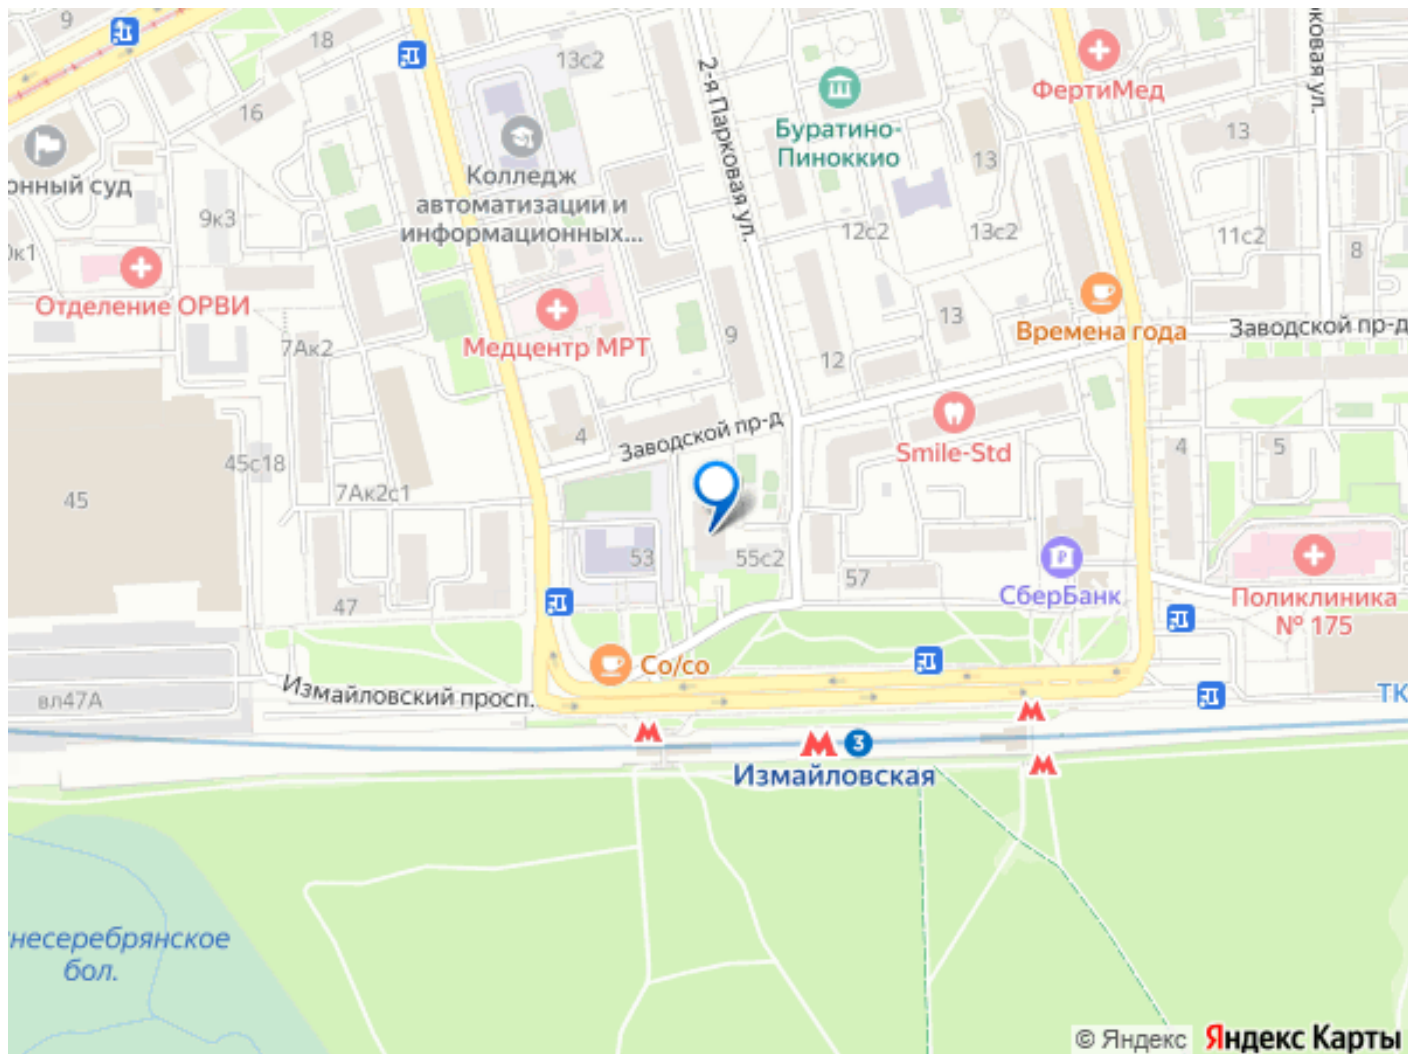 9
18
13с2
2-я Парковая ул.
ФертиМед
ковая ул.
16
Буратино-
Пиноккио
13
13
онный суд
Колледж
автоматизации и
информационных...
9к3
12с2
13с2
11с2
8
0к1
Отделение ОРВИ
Медцентр МРТ
7Ак2
9
12
13
Времена года
Заводской пр-д
4
Заводской пр-д
Smile-Std
4
5
45с18
45
7Ак2с1
53
55с2
57
СберБанк
Поликлиника
№ 175
47
Co/co
Измайловский просп.
вл47А
ТК
3
Измайловская
несеребрянское
бол.
© Яндекс Яндекс Карты